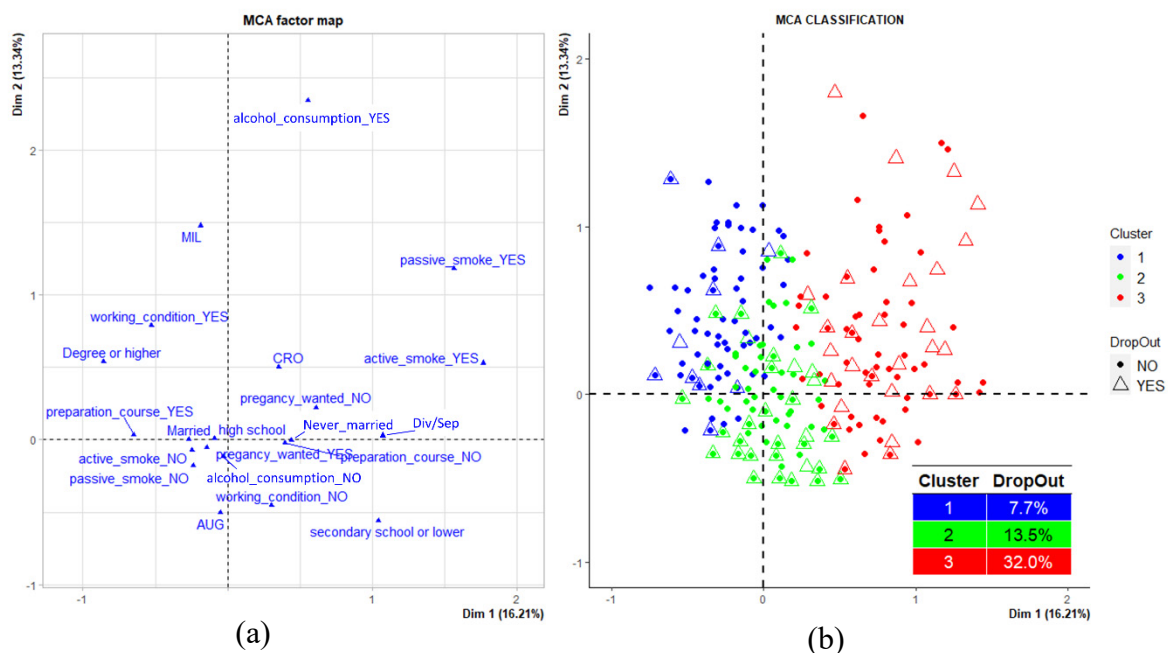 MCA factor map
Dim 2 (13.34%)
alcohol_consumption_YES
MIL
passive_smoke_YES
working_condition_YES
Degree or higher
CRO
active_smoke_YES
pregancy_wanted_NO
preparation_course_YES
Married
high school
Never_married
Div/Sep
active_smoke_NO
pregancy_wanted_YES
preparation_course_NO
passive_smoke_NO
alcohol_consumption_NO
working_condition_NO
AUG
secondary school or lower
2
1
0
-1
-1
0
1
2
Dim 1 (16.21%)
(a)
MCA CLASSIFICATION
Dim 2 (13.34%)
2
1
0
-1
-1
0
1
2
Dim 1 (16.21%)
Cluster
1
2
3
DropOut
NO
YES
Cluster DropOut
1 7.7%
2 13.5%
3 32.0%
(b)